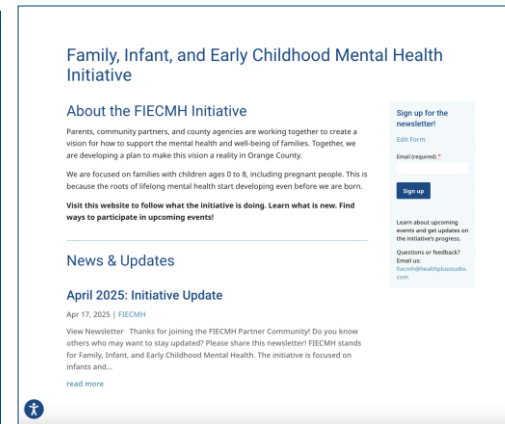 Family, Infant, and Early Childhood Mental Health
Initiative
About the FIECMH Initiative
Parents, community partners, and county agencies are working together to create a
vision for how to support the mental health and well-being of families. Together, we
are developing a plan to make this vision a reality in Orange County.
We are focused on families with children ages 0 to 8, including pregnant people. This is
because the roots of lifelong mental health start developing even before we are born.
Visit this website to follow what the initiative is doing. Learn what is new. Find
ways to participate in upcoming events!
News & Updates
April 2025: Initiative Update
Apr 17, 2025 | FIECMH
View Newsletter Thanks for joining the FIECMH Partner Community! Do you know
others who may want to stay updated? Please share this newsletter! FIECMH stands
for Family, Infant, and Early Childhood Mental Health. The initiative is focused on
infants and...
read more
Sign up for the
newsletter!
Edit Form
Email (required) *
Sign up
Learn about upcoming
events and get updates on
the initiative's progress.
Questions or feedback?
Email us:
fiecmh@healthplusstudio.
com